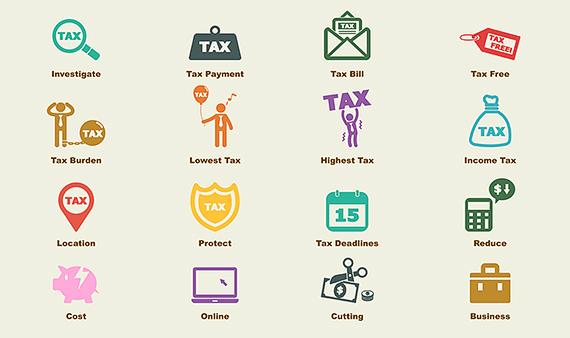 TAX
TAX
TAX
TAX
FREE!
Investigate
Tax Payment
Tax Bill
Tax Free
TAX
TAX
TAX
TAX
Tax Burden
Lowest Tax
Highest Tax
Income Tax
TAX
TAX
15
$
Location
Protect
Tax Deadlines
Reduce
$
Cost
Online
Cutting
Business